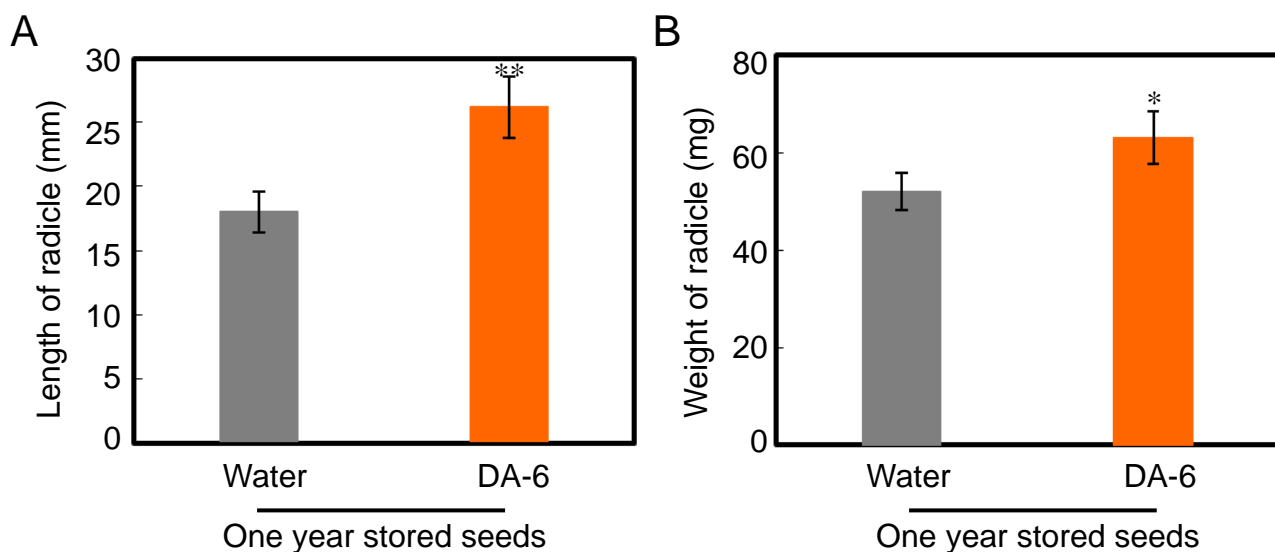 A
Length of radicle (mm)
30
25
20
15
10
5
0
**
Water
DA-6
One year stored seeds
B
Weight of radicle (mg)
80
60
40
20
0
*
Water
DA-6
One year stored seeds